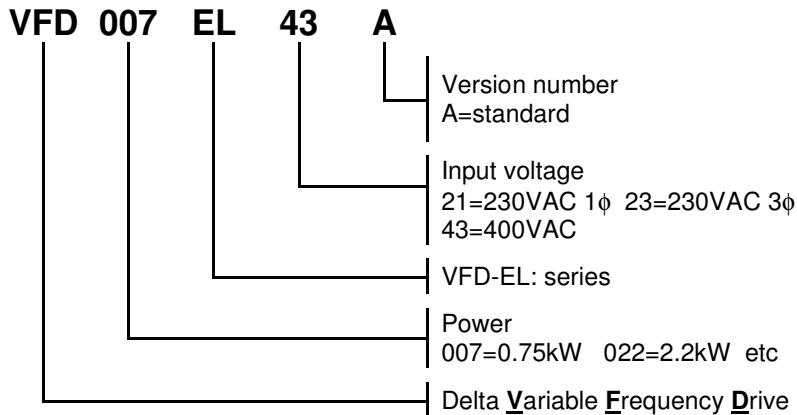 VFD 007 EL 43 A
Version number
A=standard
Input voltage
21=230VAC 1ϕ 23=230VAC 3ϕ
43=400VAC
VFD-EL: series
Power
007=0.75kW 022=2.2kW etc
Delta Variable Frequency Drive